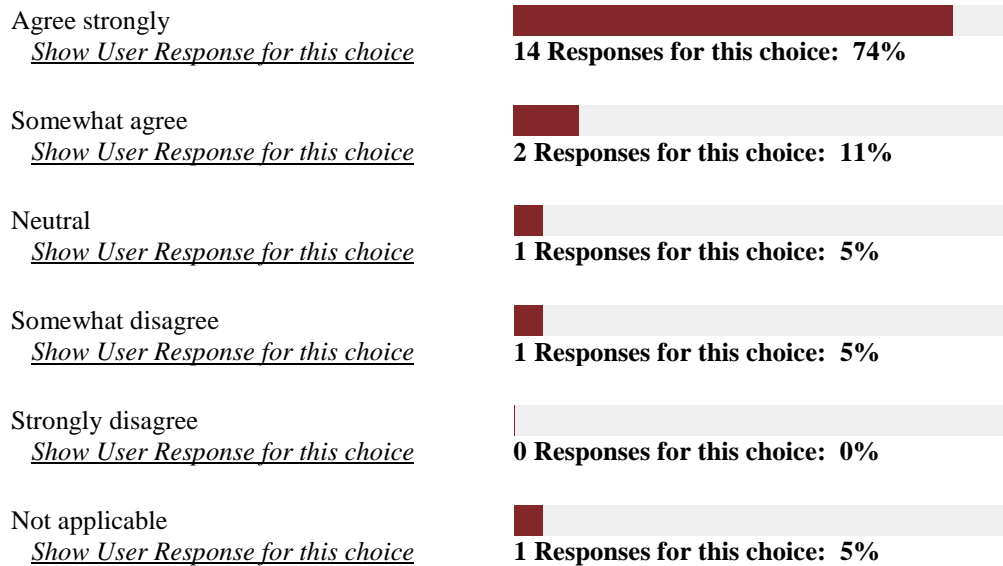 Agree strongly
Show User Response for this choice 14 Responses for this choice: 74%
Somewhat agree
Show User Response for this choice 2 Responses for this choice: 11%
Neutral
Show User Response for this choice 1 Responses for this choice: 5%
Somewhat disagree
Show User Response for this choice 1 Responses for this choice: 5%
Strongly disagree
Show User Response for this choice 0 Responses for this choice: 0%
Not applicable
Show User Response for this choice 1 Responses for this choice: 5%